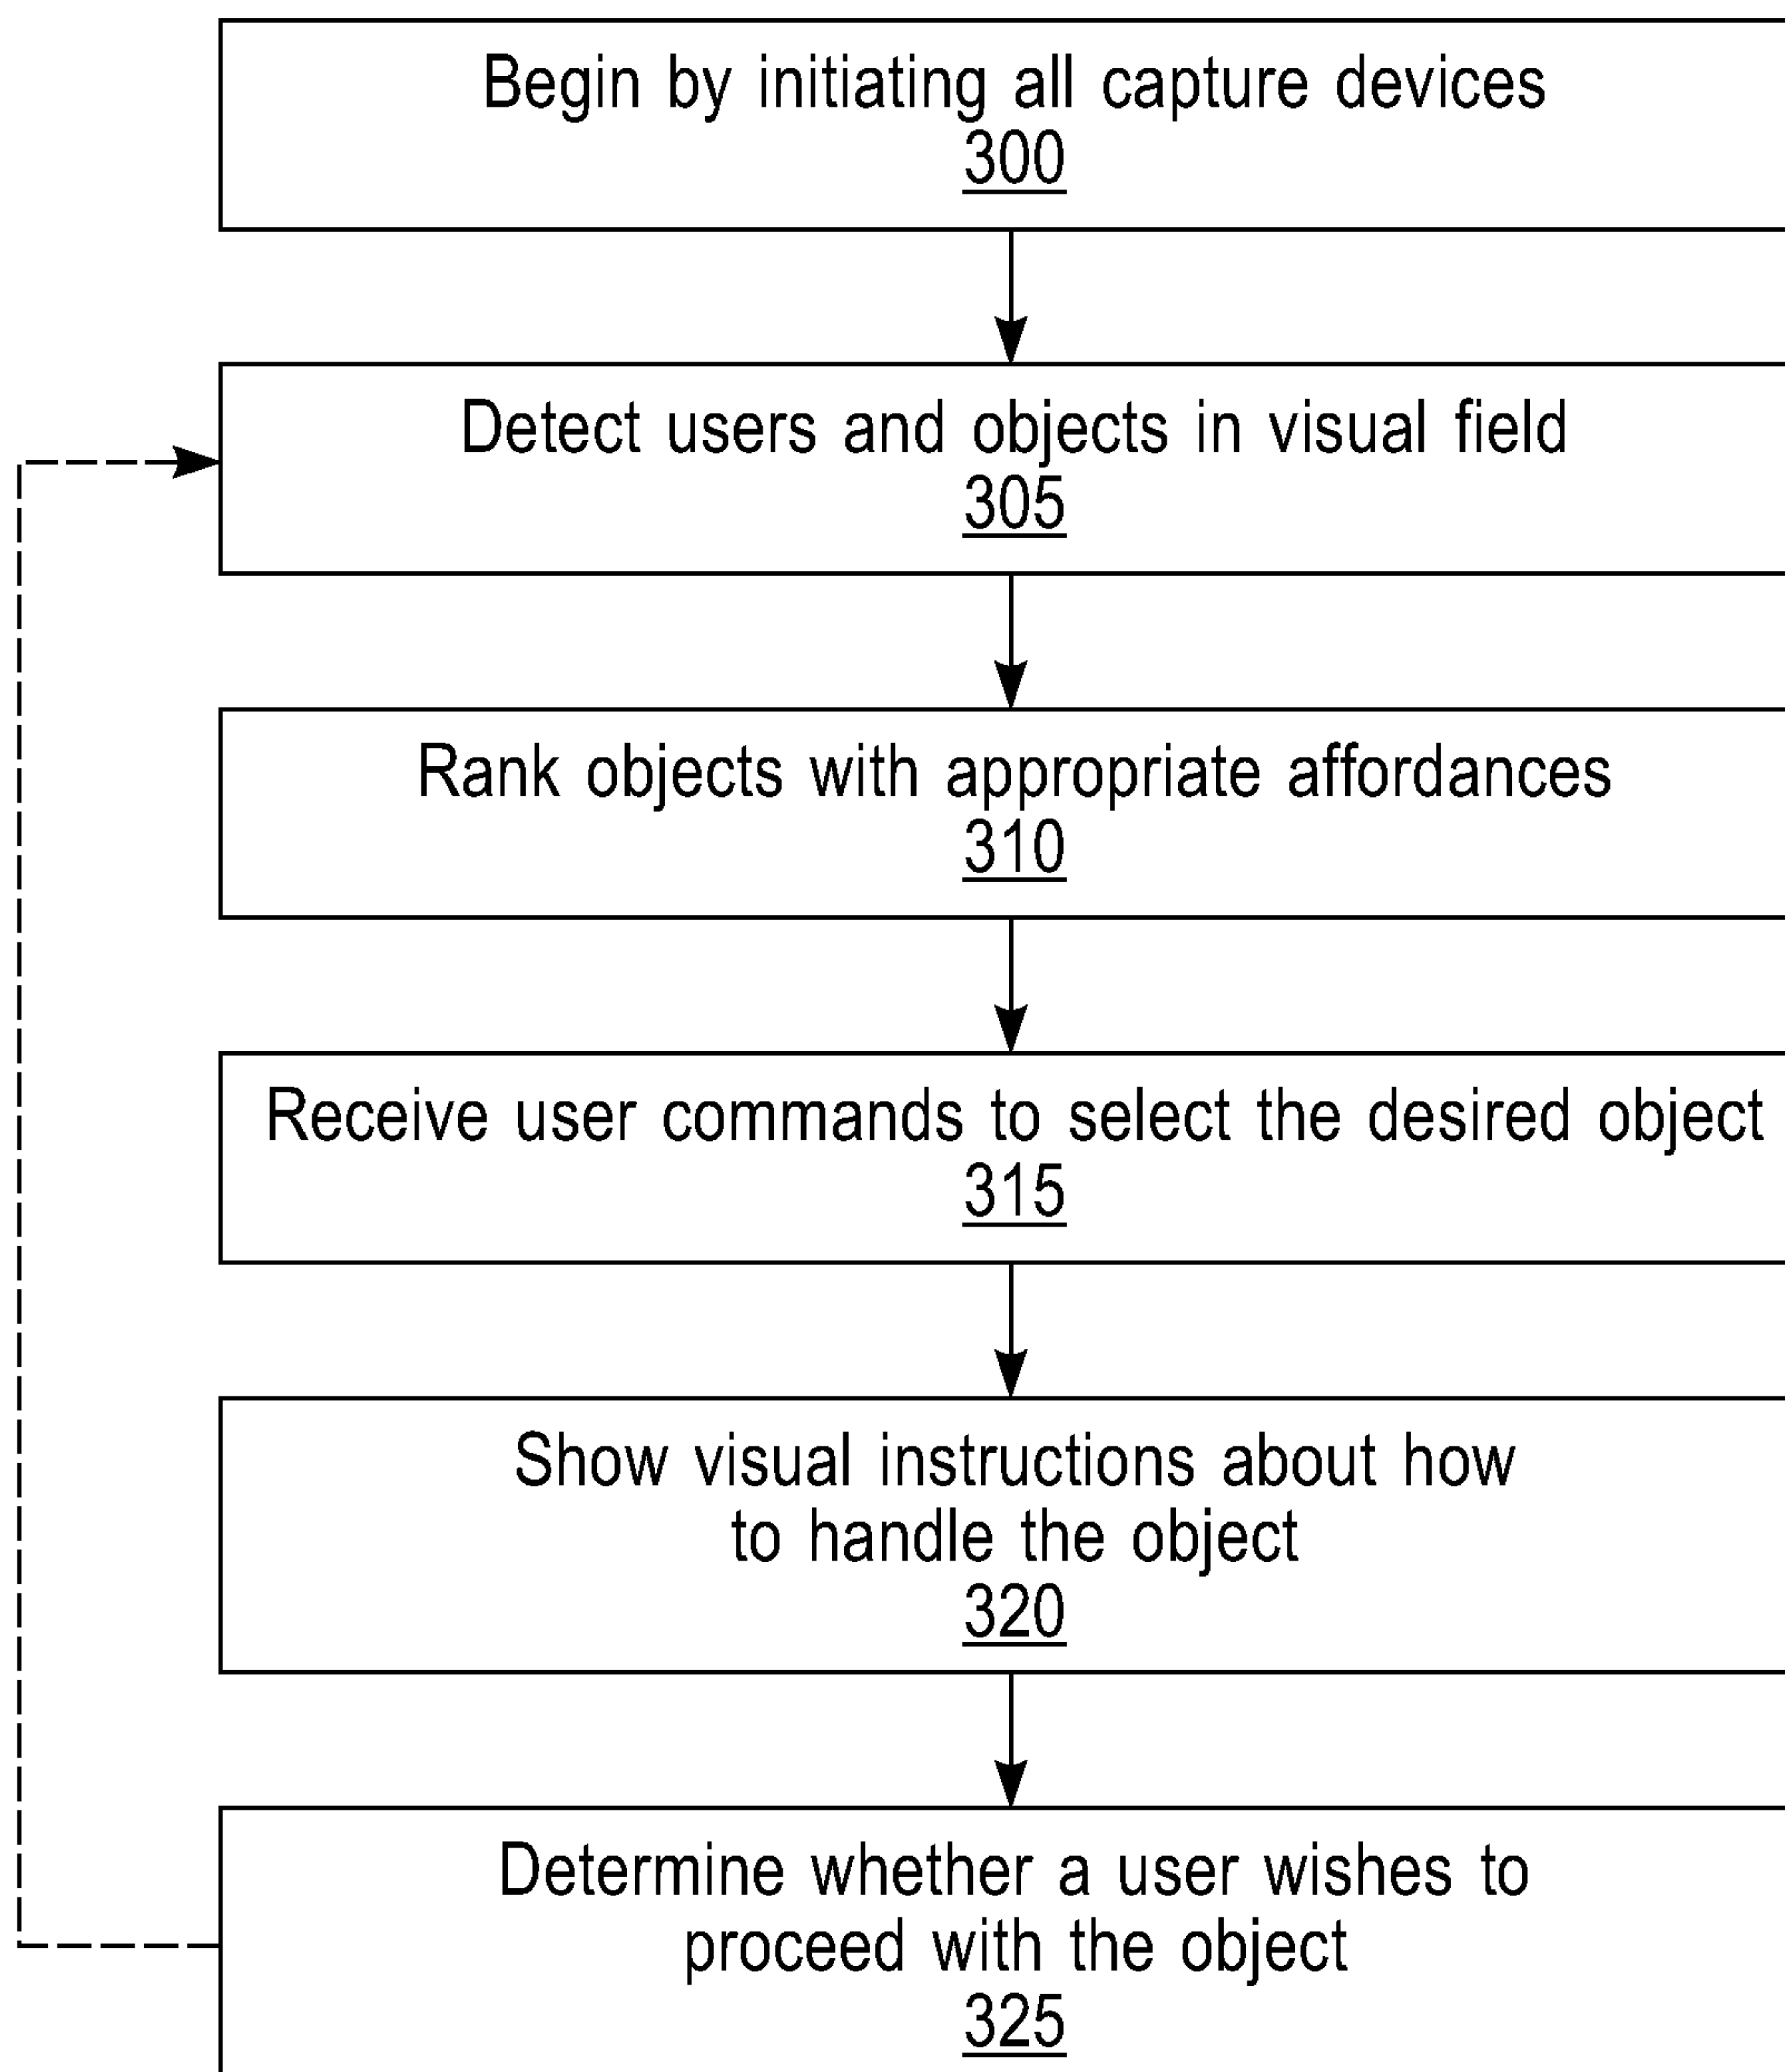 Begin by initiating all capture devices
300
Detect users and objects in visual field
305
Rank objects with appropriate affordances
310
Receive user commands to select the desired object
315
Show visual instructions about how
to handle the object
320
Determine whether a user wishes to
proceed with the object
325